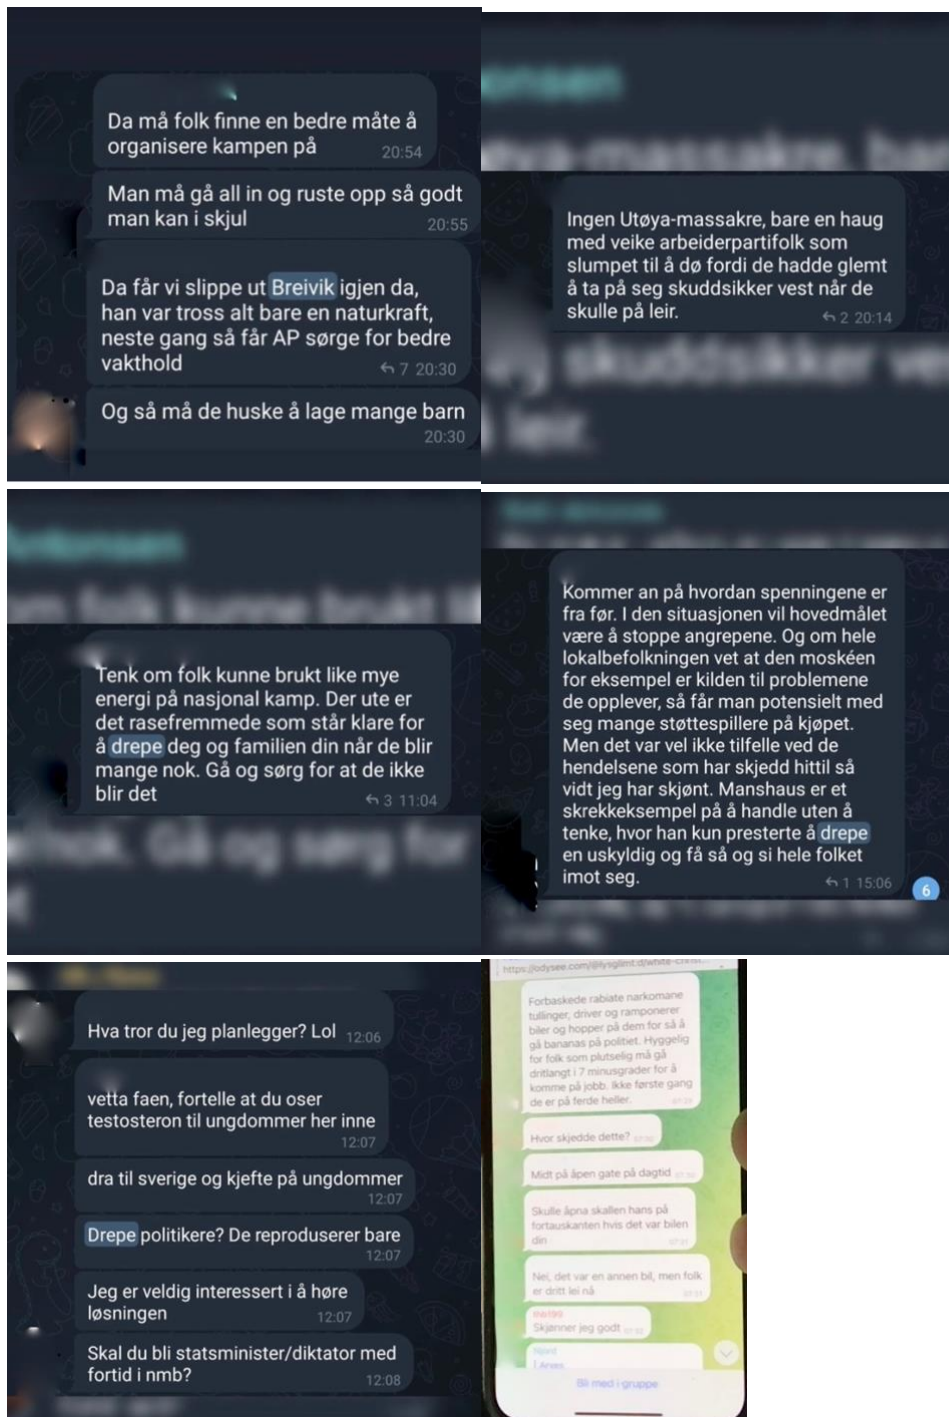 Da må folk finne en bedre måte å
organisere kampen på
20:54
Man må gå all in og ruste opp så godt
man kan i skjul
20:55
Da får vi slippe ut Breivik igjen da,
han var tross alt bare en naturkraft,
neste gang så får AP sørge for bedre
vakthold
7 20:30
Og så må de huske å lage mange barn
20:30
onsen
massakre, bar
Ingen Utøya-massakre, bare en haug
med veike arbeiderpartifolk som
slumpet til å dø fordi de hadde glemt
å ta på seg skuddsikker vest når de
skulle på leir.
2 20:14
skuddsikker ve
leir.
Antonsen
om folk kunne brukt li
Tenk om folk kunne brukt like mye
energi på nasjonal kamp. Der ute er
det rasefremmede som står klare for
å drepe deg og familien din når de blir
mange nok. Gå og sørg for at de ikke
blir det
3 11:04
nok. Gå og sørg for
Kommer an på hvordan spenningene er
fra før. I den situasjonen vil hovedmålet
være å stoppe angrepene. Og om hele
lokalbefolkningen vet at den moskéen
for eksempel er kilden til problemene
de opplever, så får man potensielt med
seg mange støttespillere på kjøpet.
Men det var vel ikke tilfelle ved de
hendelsene som har skjedd hittil så
vidt jeg har skjønt. Manshaus er et
skrekkeksempel på å handle uten å
tenke, hvor han kun presterte å drepe
en uskyldig og få så og si hele folket
imot seg.
1 15:06
6
Hva tror du jeg planlegger? Lol 12:06
vetta faen, fortelle at du oser
testosteron til ungdommer her inne
12:07
dra til sverige og kjefte på ungdommer
12:07
Drepe politikere? De reproduserer bare
12:07
Jeg er veldig interessert i å høre
løsningen
12:07
Skal du bli statsminister/diktator med
fortid i nmb?
12:08
Forbaskede rabiate narkomane
tullinger, driver og ramponerer
biler og hopper på dem for så å
gå bananas på politiet. Hyggelig
for folk som plutselig må gå
dritlangt i 7 minusgrader for å
komme på jobb. Ikke første gang
de er på ferde heller.
Hvor skjedde dette?
Midt på åpen gate på dagtid
Skulle åpna skallen hans på
fortauskanten hvis det var bilen
din
Nei, det var en annen bil, men folk
er dritt lei nå
Skjønner jeg godt
Njord
Bli med i gruppe